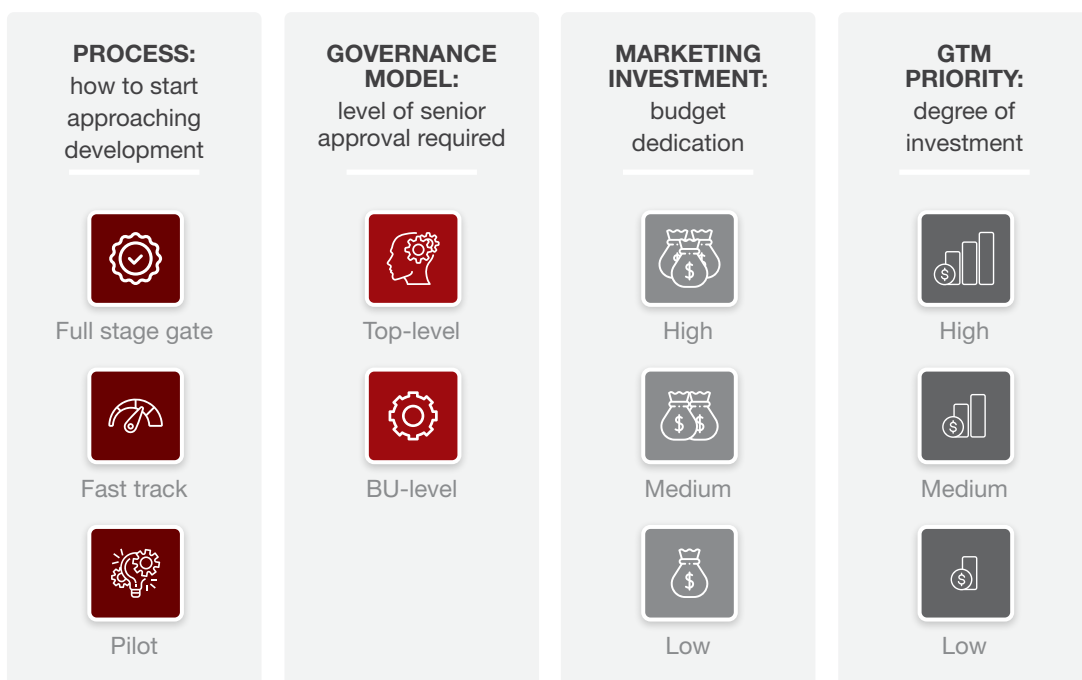 PROCESS:
how to start
approaching
development
Full stage gate
Fast track
Pilot
GOVERNANCE
MODEL:
level of senior
approval required
Top-level
BU-level
MARKETING
INVESTMENT:
budget
dedication
$
High
$ $
Medium
$
Low
GTM
PRIORITY:
degree of
investment
$
High
$
Medium
$
Low